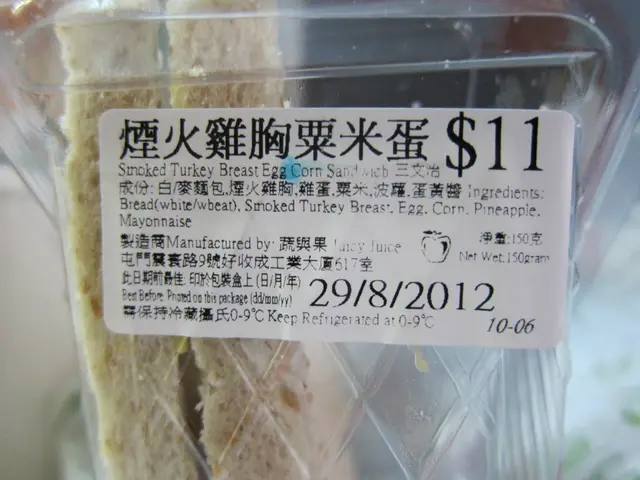 煙火雞胸粟米蛋 $11
Smoked Turkey Breast Egg Corn Sandwich 三文治
成份: 白/麥麵包,煙火雞胸,雞蛋,粟米,波蘿,蛋黃醬 Ingredients:
Bread(white/wheat), Smoked Turkey Breast, Egg, Corn, Pineapple,
Mayonnaise
製造商Manufactured by: 蔬與果 Juicy Juice
淨重:150克
屯門震寰路9號好收成工業大廈617室
Net Wet:150gram
此日期前最佳: 印於包裝盒上 (日/月/年)
Best Before: Printed on this package (dd/mm/yy)
29/8/2012
需保持冷藏攝氏0-9℃ Keep Refrigerated at 0-9℃
10-06